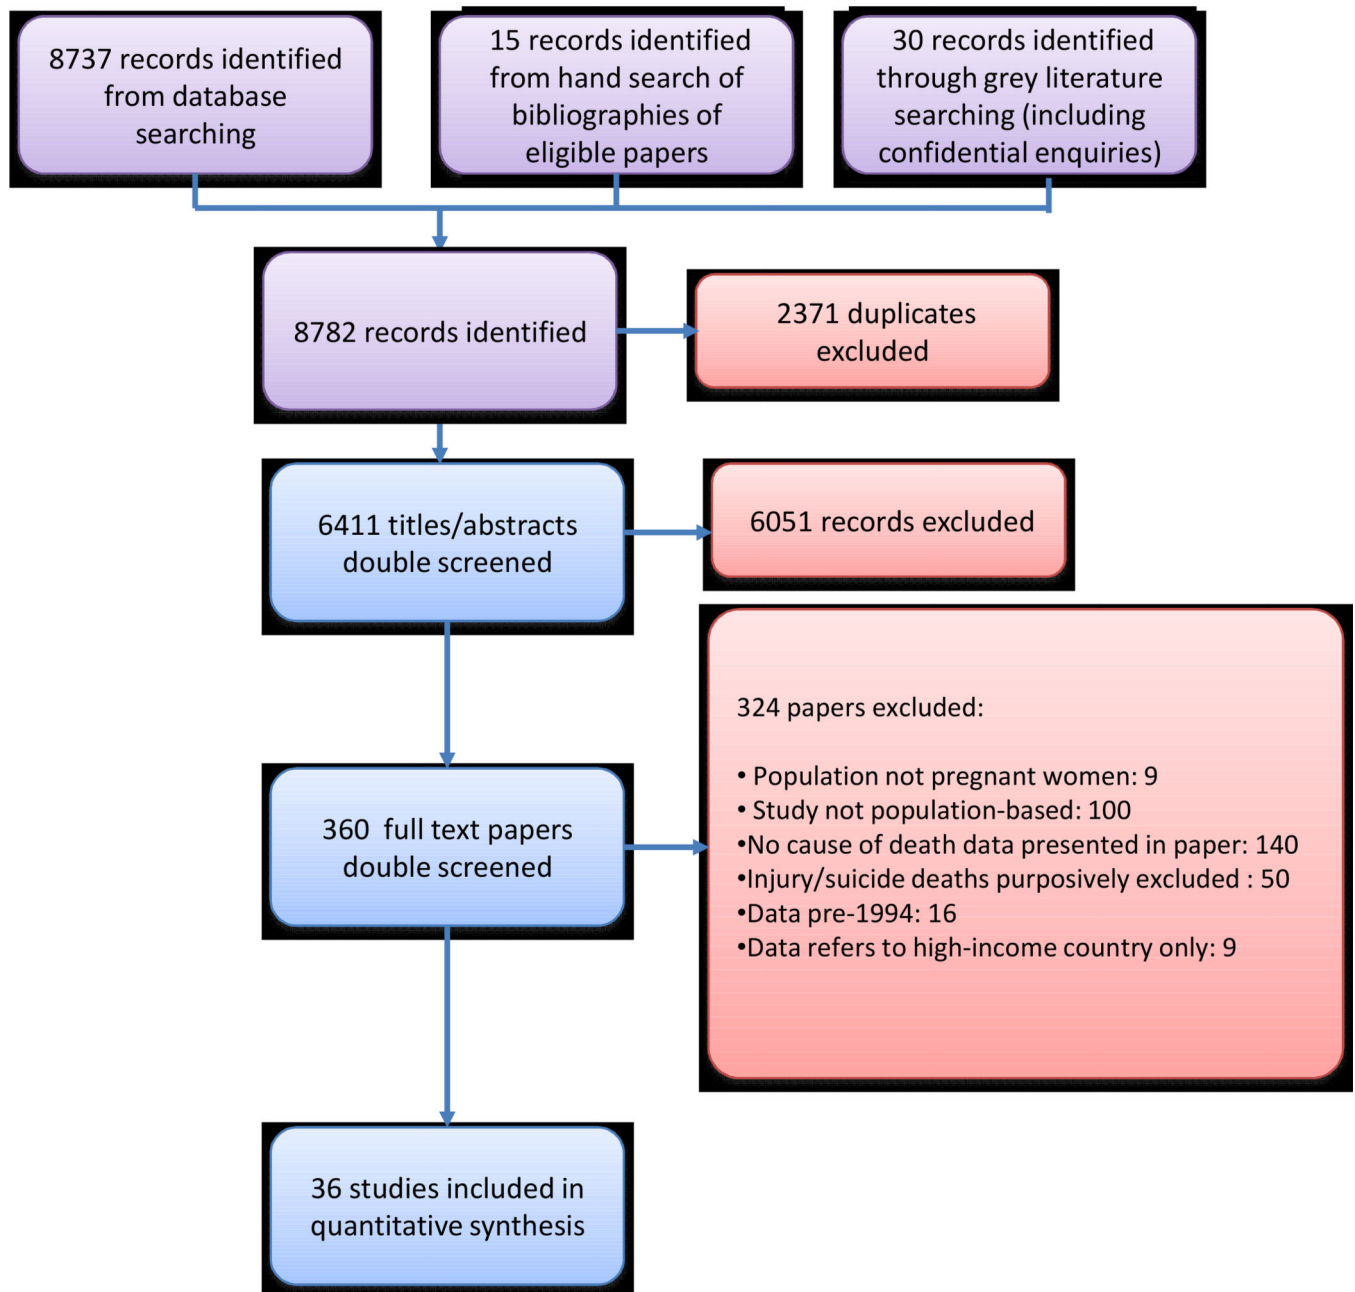 8737 records identified
from database
searching
15 records identified
from hand search of
bibliographies of
eligible papers
30 records identified
through grey literature
searching (including
confidential enquiries)
8782 records identified
2371 duplicates
excluded
6411 titles/abstracts
double screened
6051 records excluded
360 full text papers
double screened
324 papers excluded:
• Population not pregnant women: 9
• Study not population-based: 100
•No cause of death data presented in paper: 140
•Injury/suicide deaths purposively excluded : 50
•Data pre-1994: 16
•Data refers to high-income country only: 9
36 studies included in
quantitative synthesis